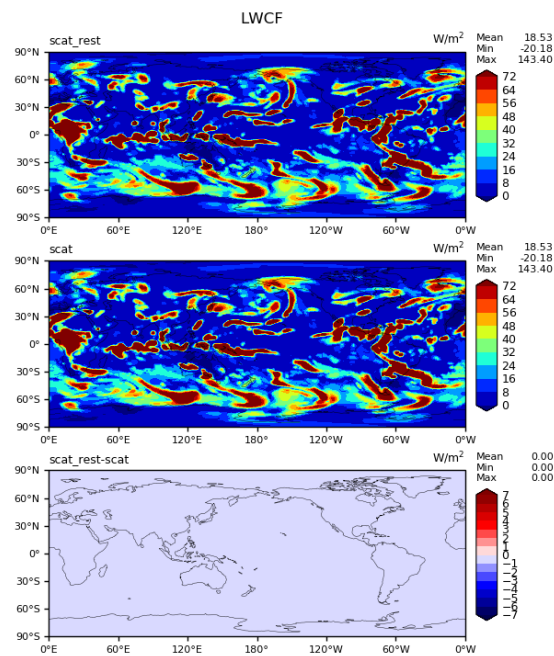 LWCF
scat_rest W/m² Mean 18.53
Min -20.18
Max 143.40
90°N 72
60°N 64
56
30°N 48
0°E 40
30°S 32
24
60°S 16
8
90°S 0
0°E 60°E 120°E 180° 120°W 60°W 0°W
scat W/m² Mean 18.53
Min -20.18
Max 143.40
90°N 72
60°N 64
56
30°N 48
0°E 40
30°S 32
24
60°S 16
8
90°S 0
0°E 60°E 120°E 180° 120°W 60°W 0°W
scat_rest-scat W/m² Mean 0.00
Min 0.00
Max 0.00
90°N 7
6
60°N 5
4
30°N 3
2
1
0°E 0
−1
30°S −2
−3
−4
60°S −5
−6
90°S −7
0°E 60°E 120°E 180° 120°W 60°W 0°W